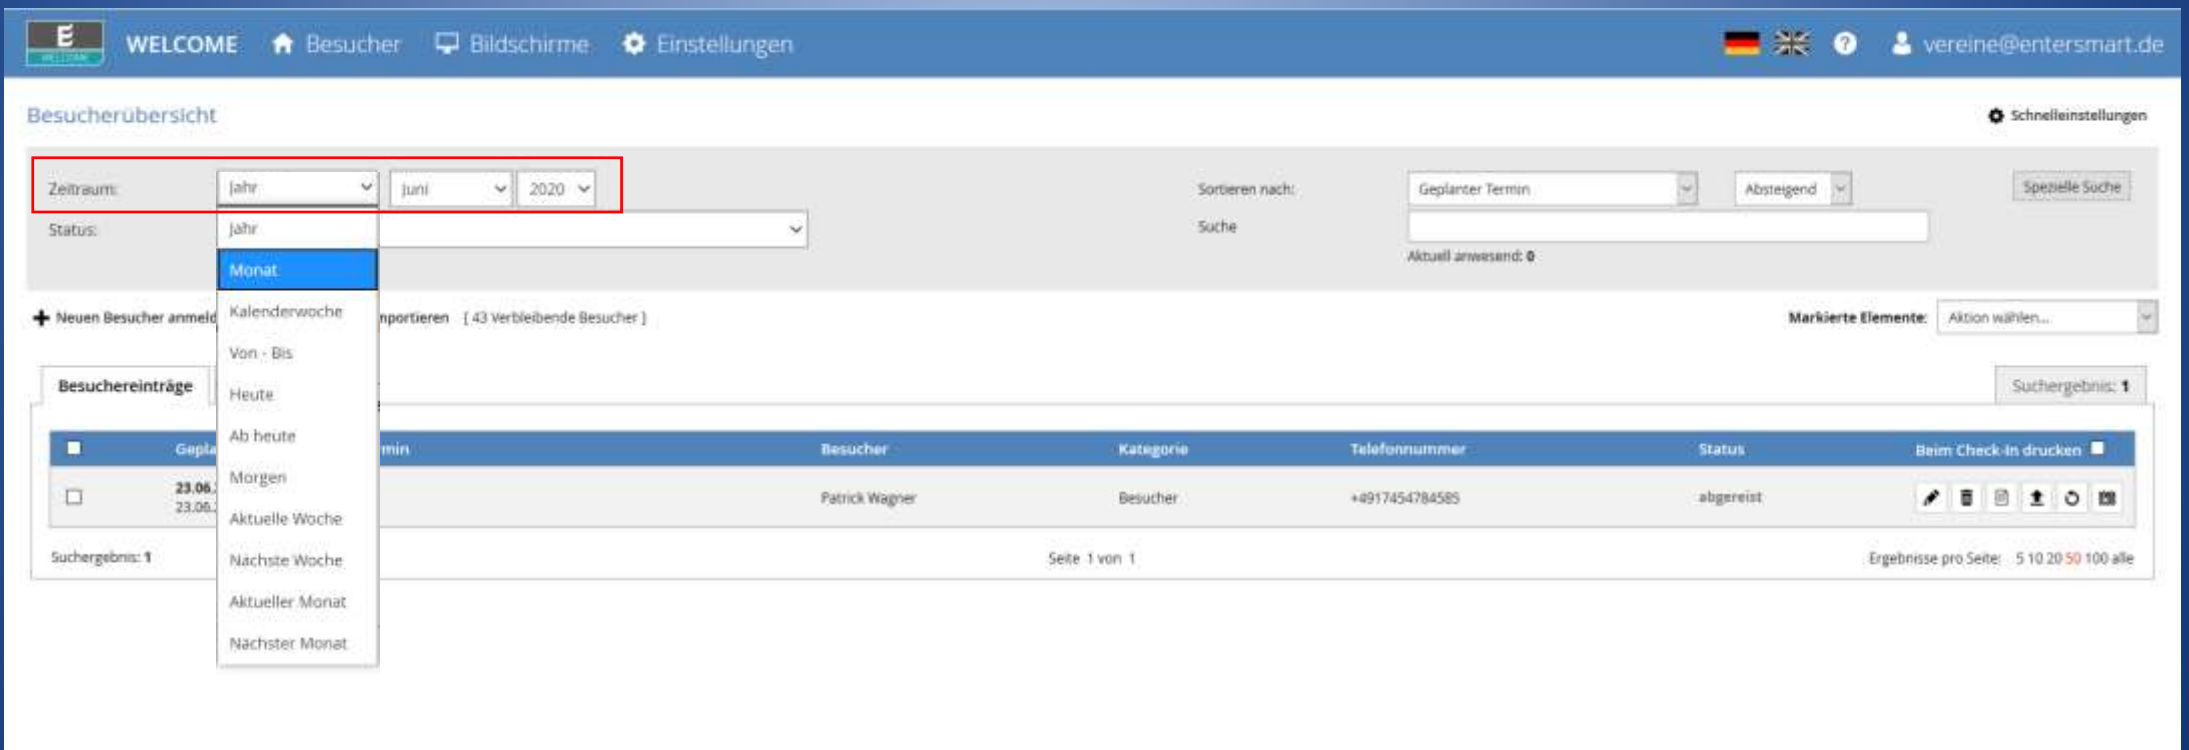 E
WELCOME
WELCOME Besucher Bildschirme Einstellungen ? vereine@entersmart.de
Besucherübersicht Schnelleinstellungen
Zeitraum: Jahr Juni 2020 Sortieren nach: Geplanter Termin Absteigend Spezielle Suche
Status: Jahr Suche
Aktuell anwesend: 0
Monat
Kalenderwoche
Von - Bis
Heute
Ab heute
Morgen
Aktuelle Woche
Nächste Woche
Aktueller Monat
Nächster Monat
Neuen Besucher anmeld nportieren [ 43 Verbleibende Besucher ] Markierte Elemente: Aktion wählen...
Besuchereinträge Suchergebnis: 1
Gepla min Besucher Kategorie Telefonnummer Status Beim Check-In drucken
23.06. Patrick Wagner Besucher +4917454784585 abgereist
23.06.
Suchergebnis: 1 Seite 1 von 1 Ergebnisse pro Seite: 5 10 20 50 100 alle